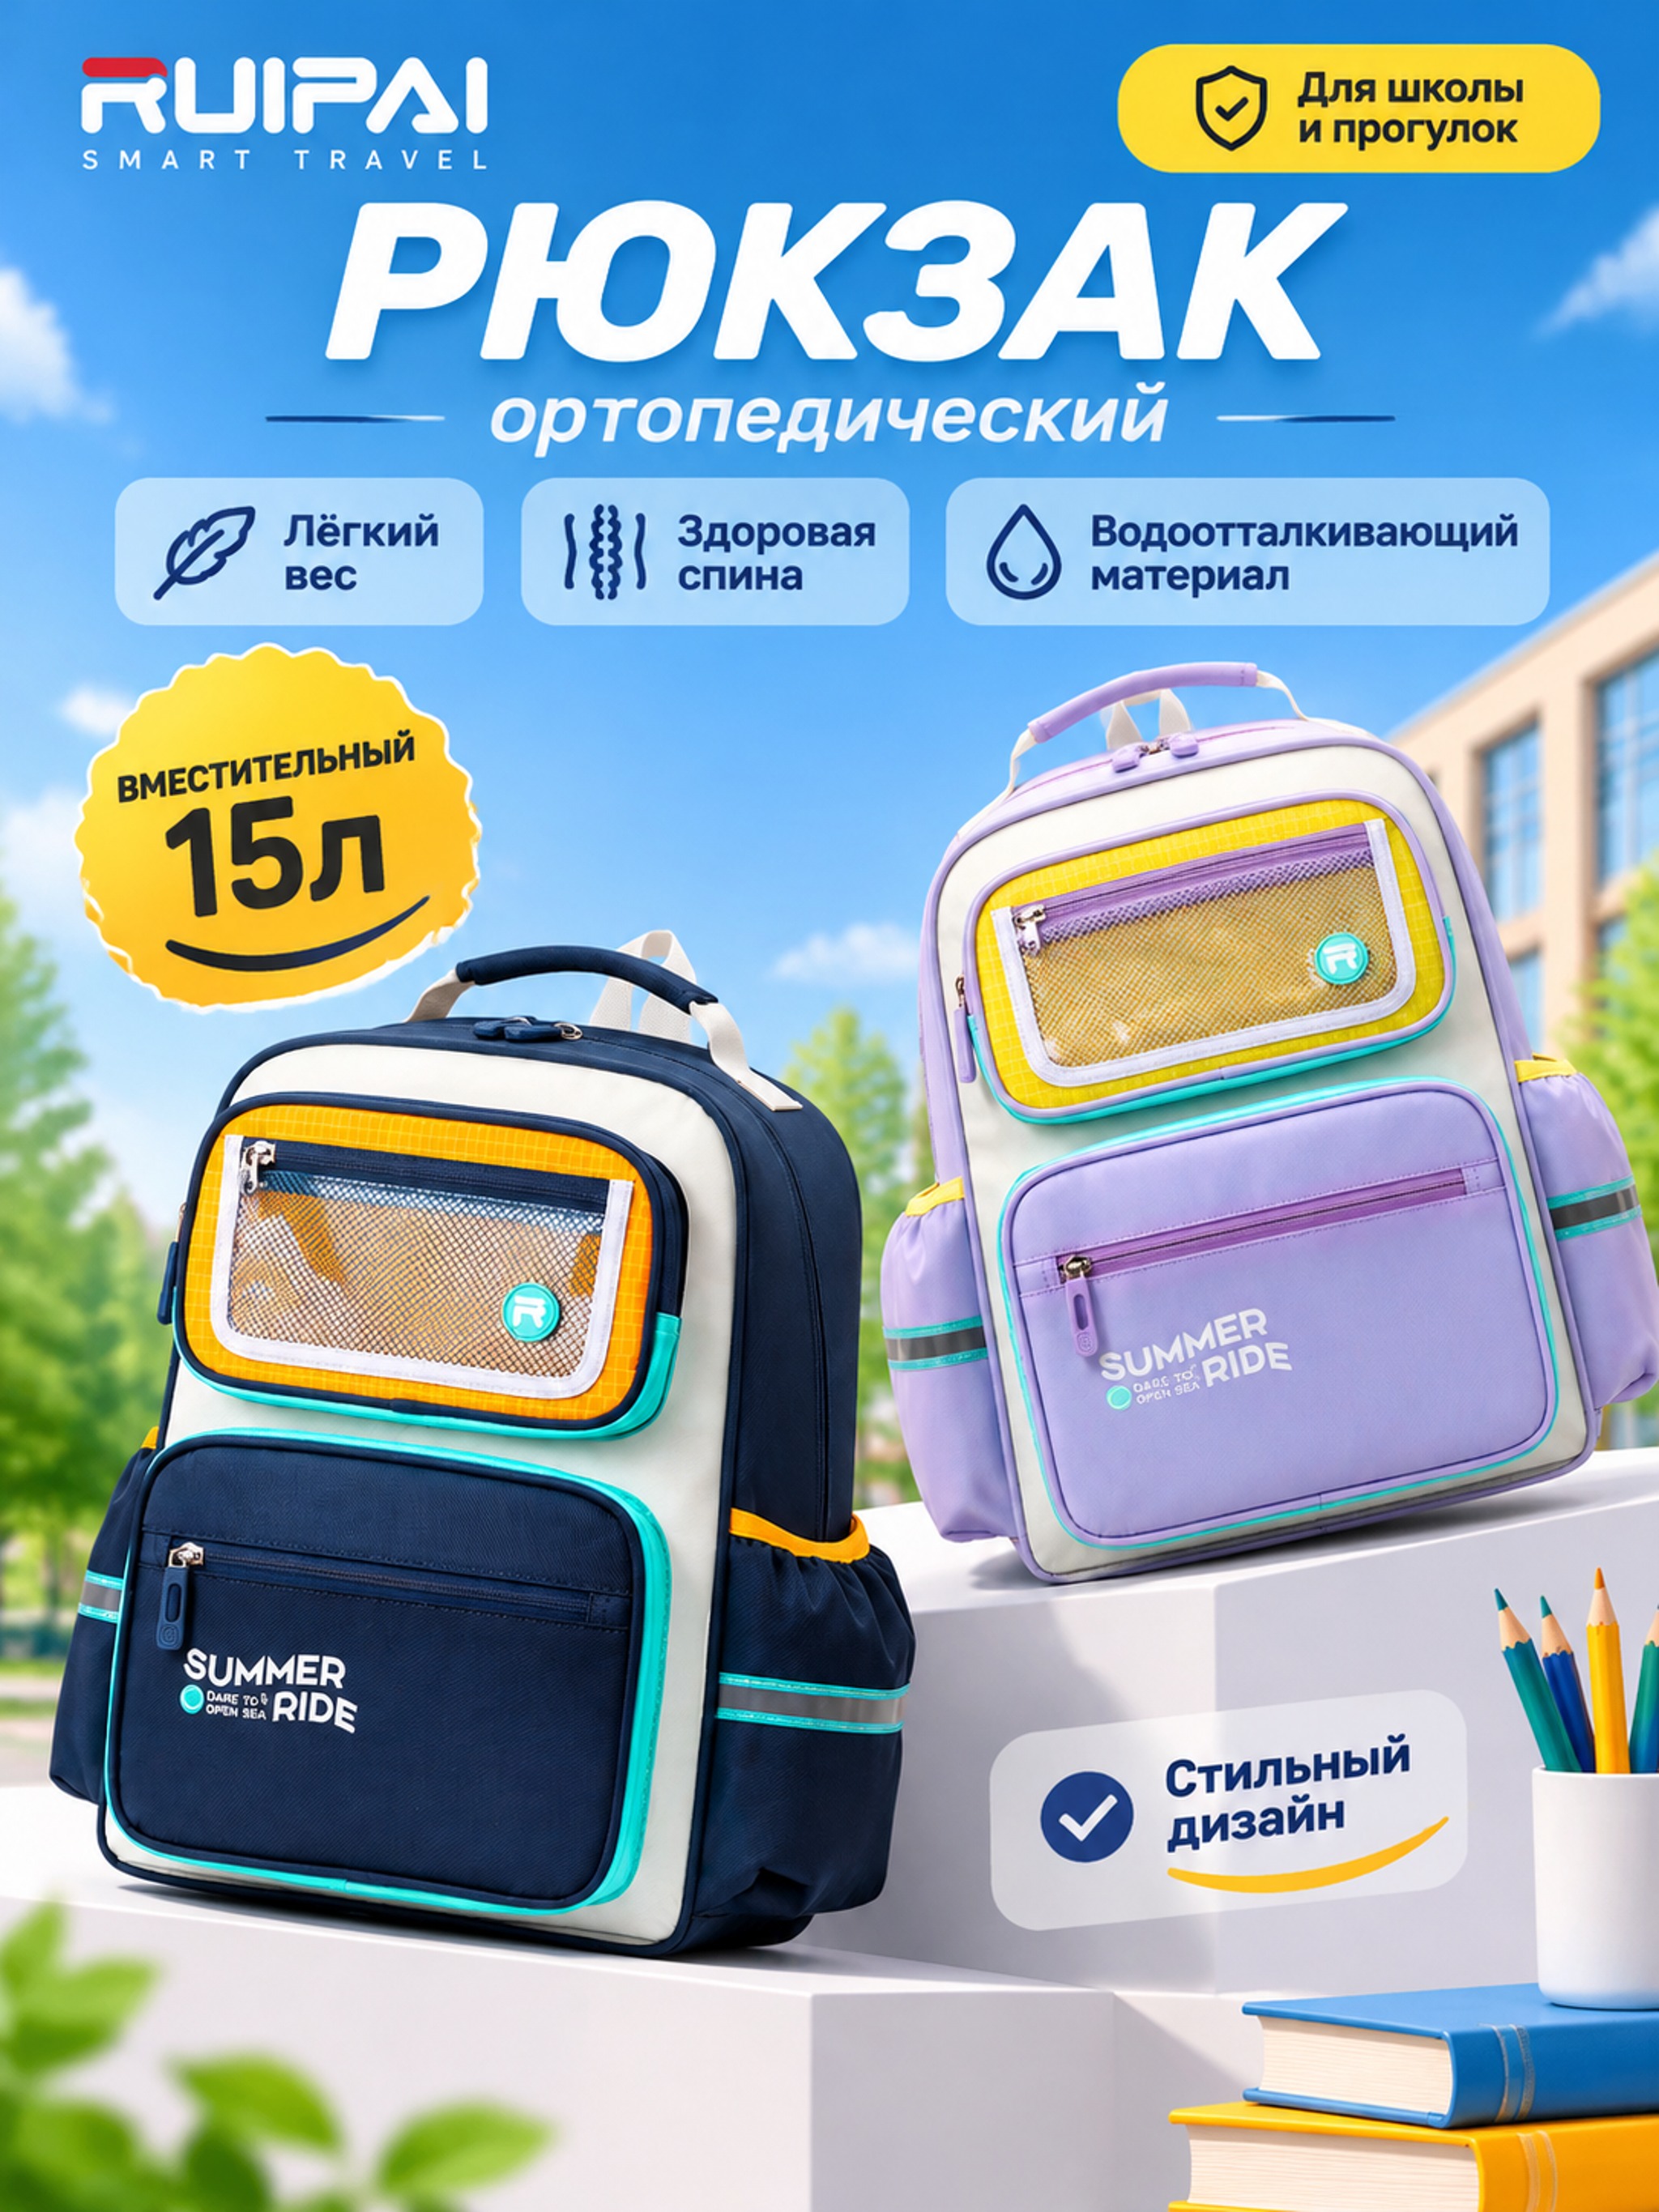 RUIPAI
SMART TRAVEL
Для школы
и прогулок
РЮКЗАК
ортопедический
Лёгкий
вес
Здоровая
спина
Водоотталкивающий
материал
ВМЕСТИТЕЛЬНЫЙ
15л
R
SUMMER
DARE TO
OPEN SEA
RIDE
R
SUMMER
DARE TO
OPEN SEA
RIDE
Стильный
дизайн